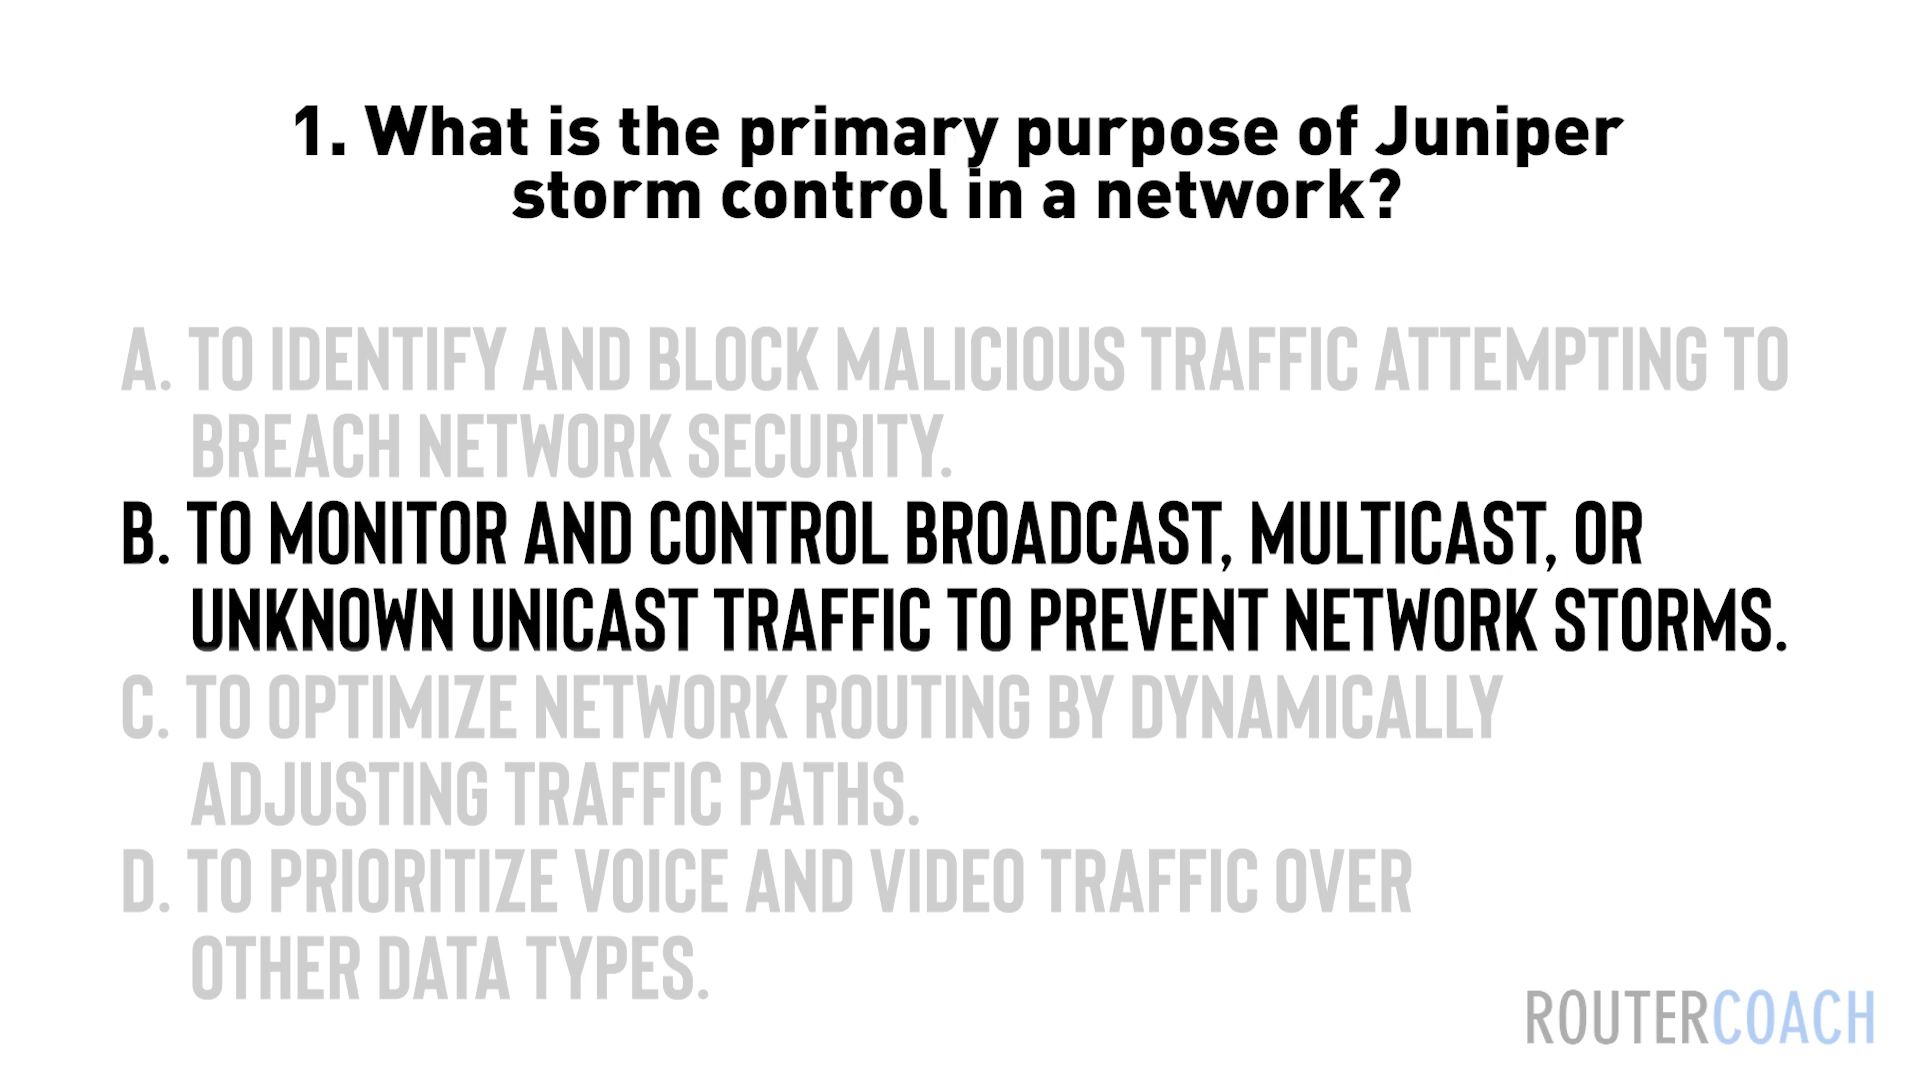 1. What is the primary purpose of Juniper
storm control in a network?
A. TO IDENTIFY AND BLOCK MALICIOUS TRAFFIC ATTEMPTING TO
BREACH NETWORK SECURITY.
B. TO MONITOR AND CONTROL BROADCAST, MULTICAST, OR
UNKNOWN UNICAST TRAFFIC TO PREVENT NETWORK STORMS.
C. TO OPTIMIZE NETWORK ROUTING BY DYNAMICALLY
ADJUSTING TRAFFIC PATHS.
D. TO PRIORITIZE VOICE AND VIDEO TRAFFIC OVER
OTHER DATA TYPES.
ROUTERCOACH